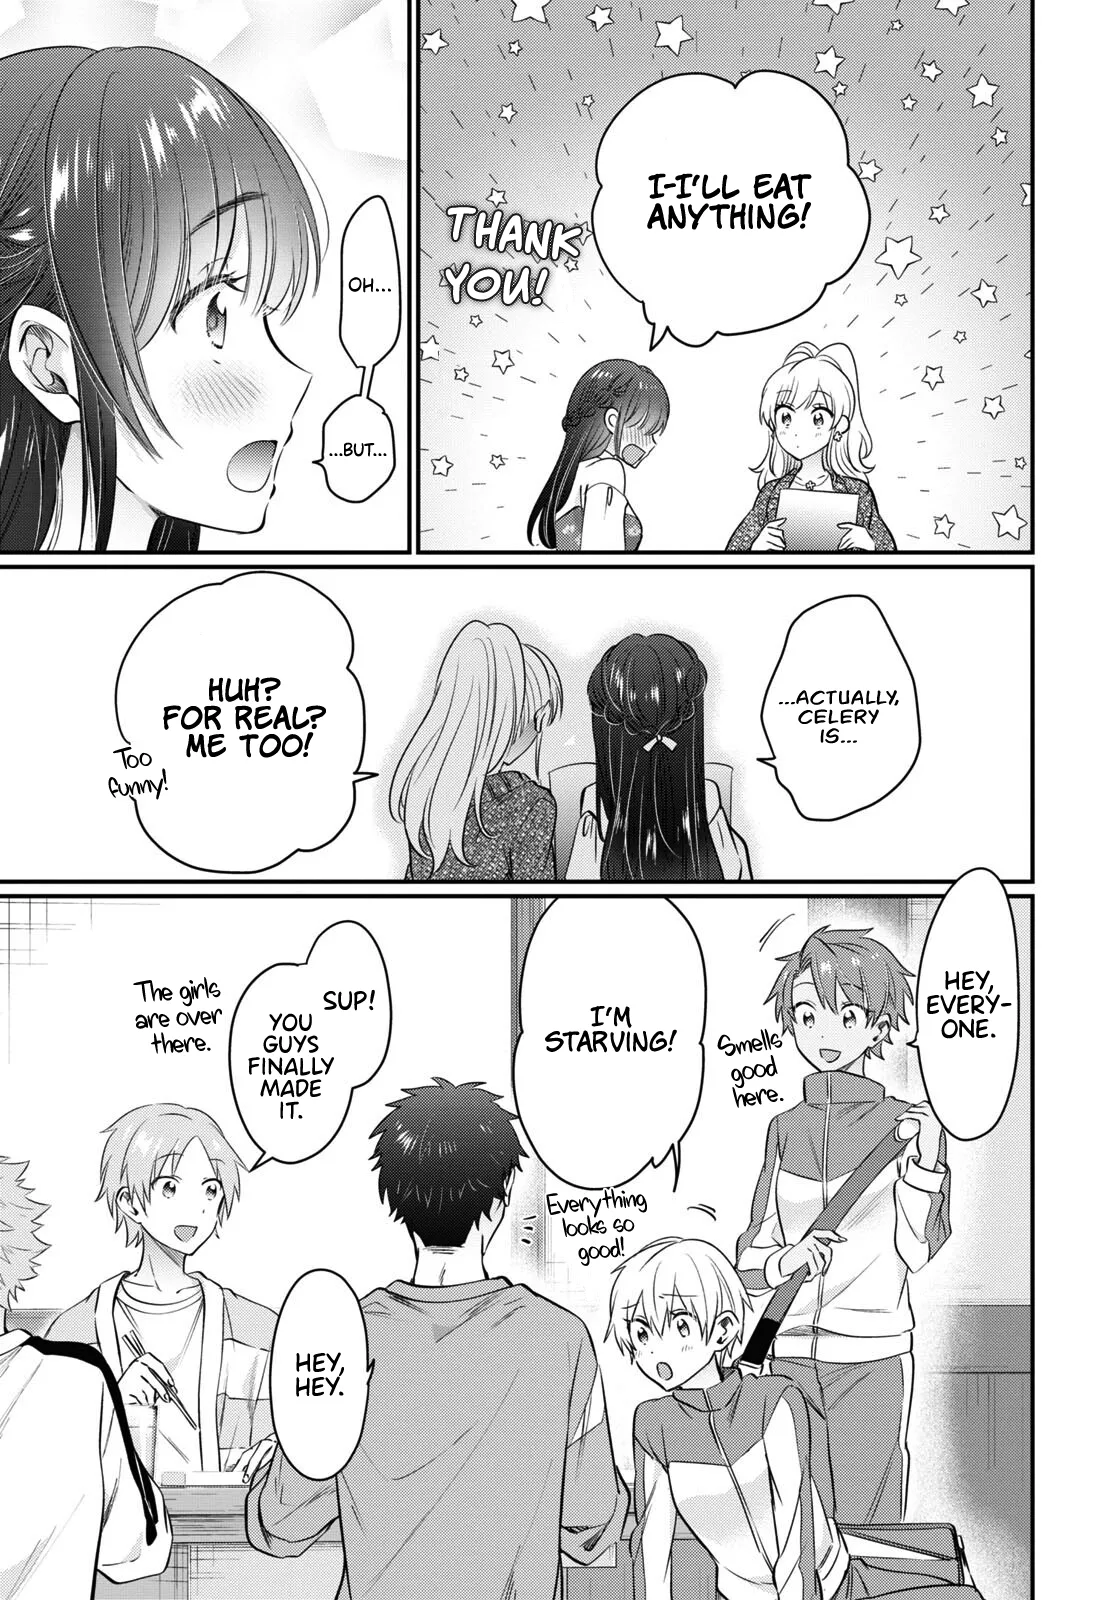 I-I'LL EAT
ANYTHING!
THANK
YOU!
OH...
...BUT...
...ACTUALLY,
CELERY
IS...
HUH?
FOR REAL?
ME TOO!
Too
funny!
HEY,
EVERY-
ONE.
Smells
good
here.
I'M
STARVING!
Everything
looks so
good!
SUP!
YOU
GUYS
FINALLY
MADE
IT.
The girls
are over
there.
HEY,
HEY.